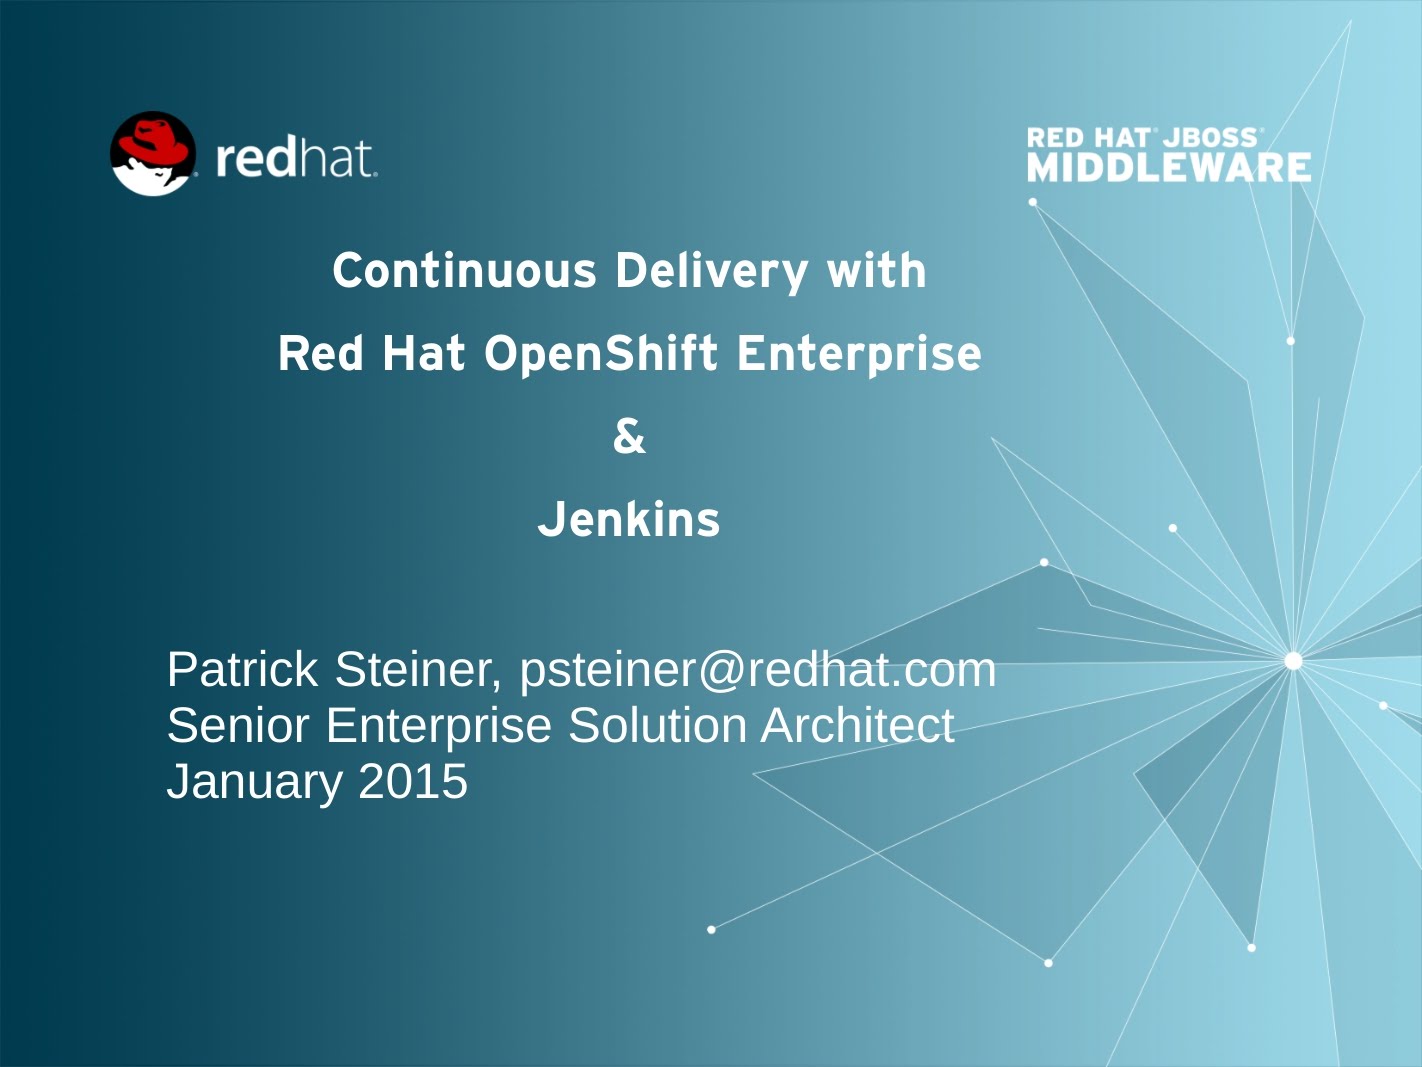 redhat.
RED HAT® JBOSS®
MIDDLEWARE
Continuous Delivery with
Red Hat OpenShift Enterprise
&
Jenkins
Patrick Steiner, psteiner@redhat.com
Senior Enterprise Solution Architect
January 2015